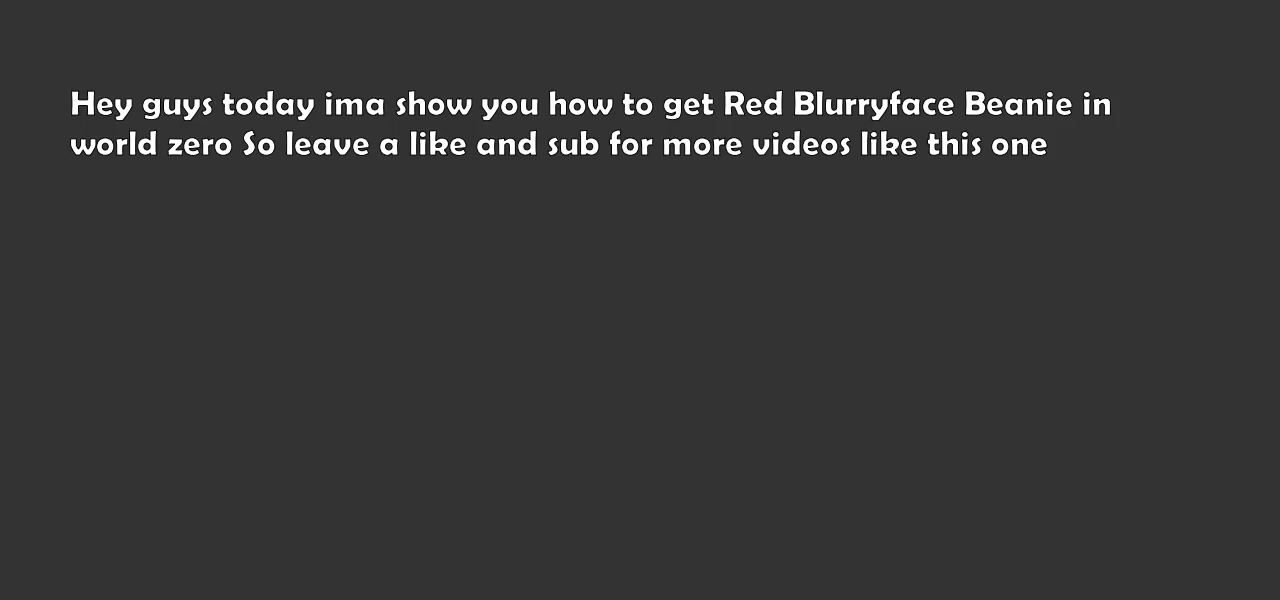 Hey guys today ima show you how to get Red Blurryface Beanie in
world zero So leave a like and sub for more videos like this one